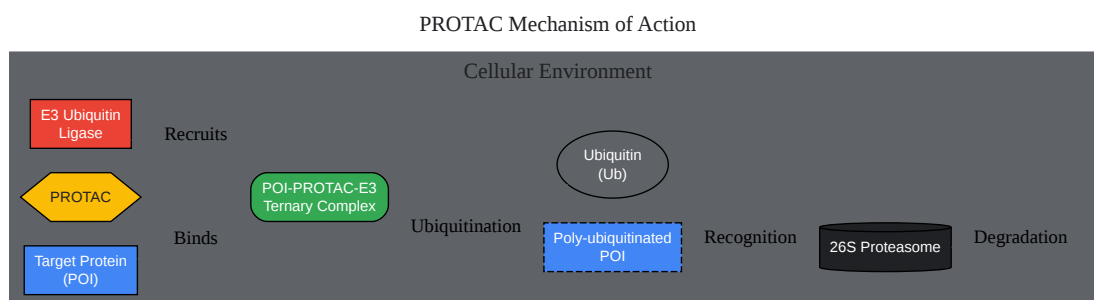 PROTAC Mechanism of Action
Cellular Environment
E3 Ubiquitin
Ligase
Recruits
PROTAC
Binds
Target Protein
(POI)
POI-PROTAC-E3
Ternary Complex
Ubiquitination
Ubiquitin
(Ub)
Poly-ubiquitinated
POI
Recognition
26S Proteasome
Degradation